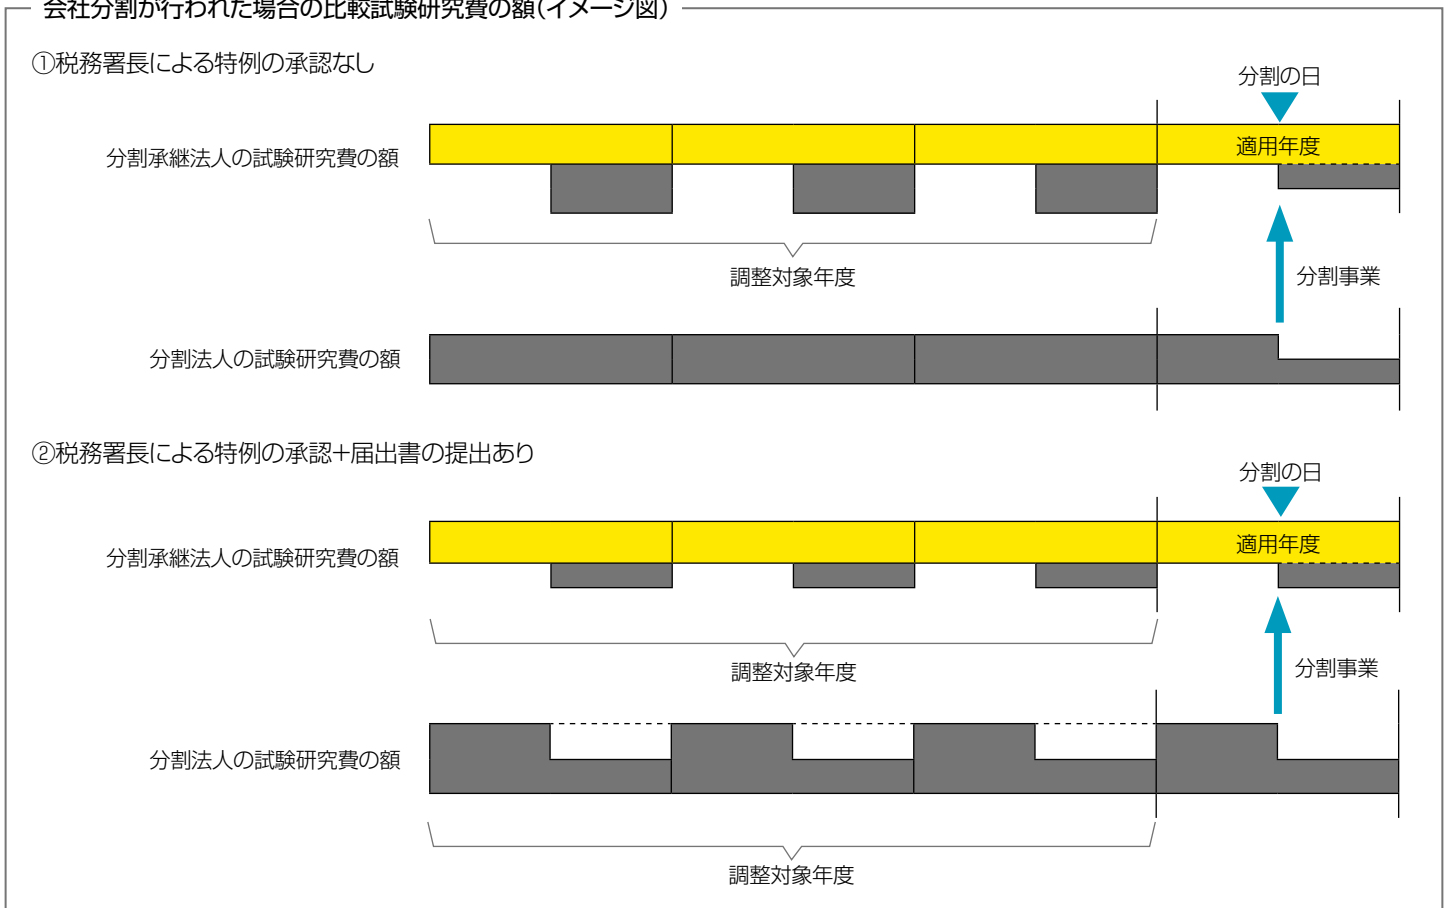 会社分割が行われた場合の比較試験研究費の額(イメージ図)
①税務署長による特例の承認なし
分割の日
分割承継法人の試験研究費の額
適用年度
調整対象年度
分割事業
分割法人の試験研究費の額
②税務署長による特例の承認+届出書の提出あり
分割の日
分割承継法人の試験研究費の額
適用年度
調整対象年度
分割事業
分割法人の試験研究費の額
調整対象年度